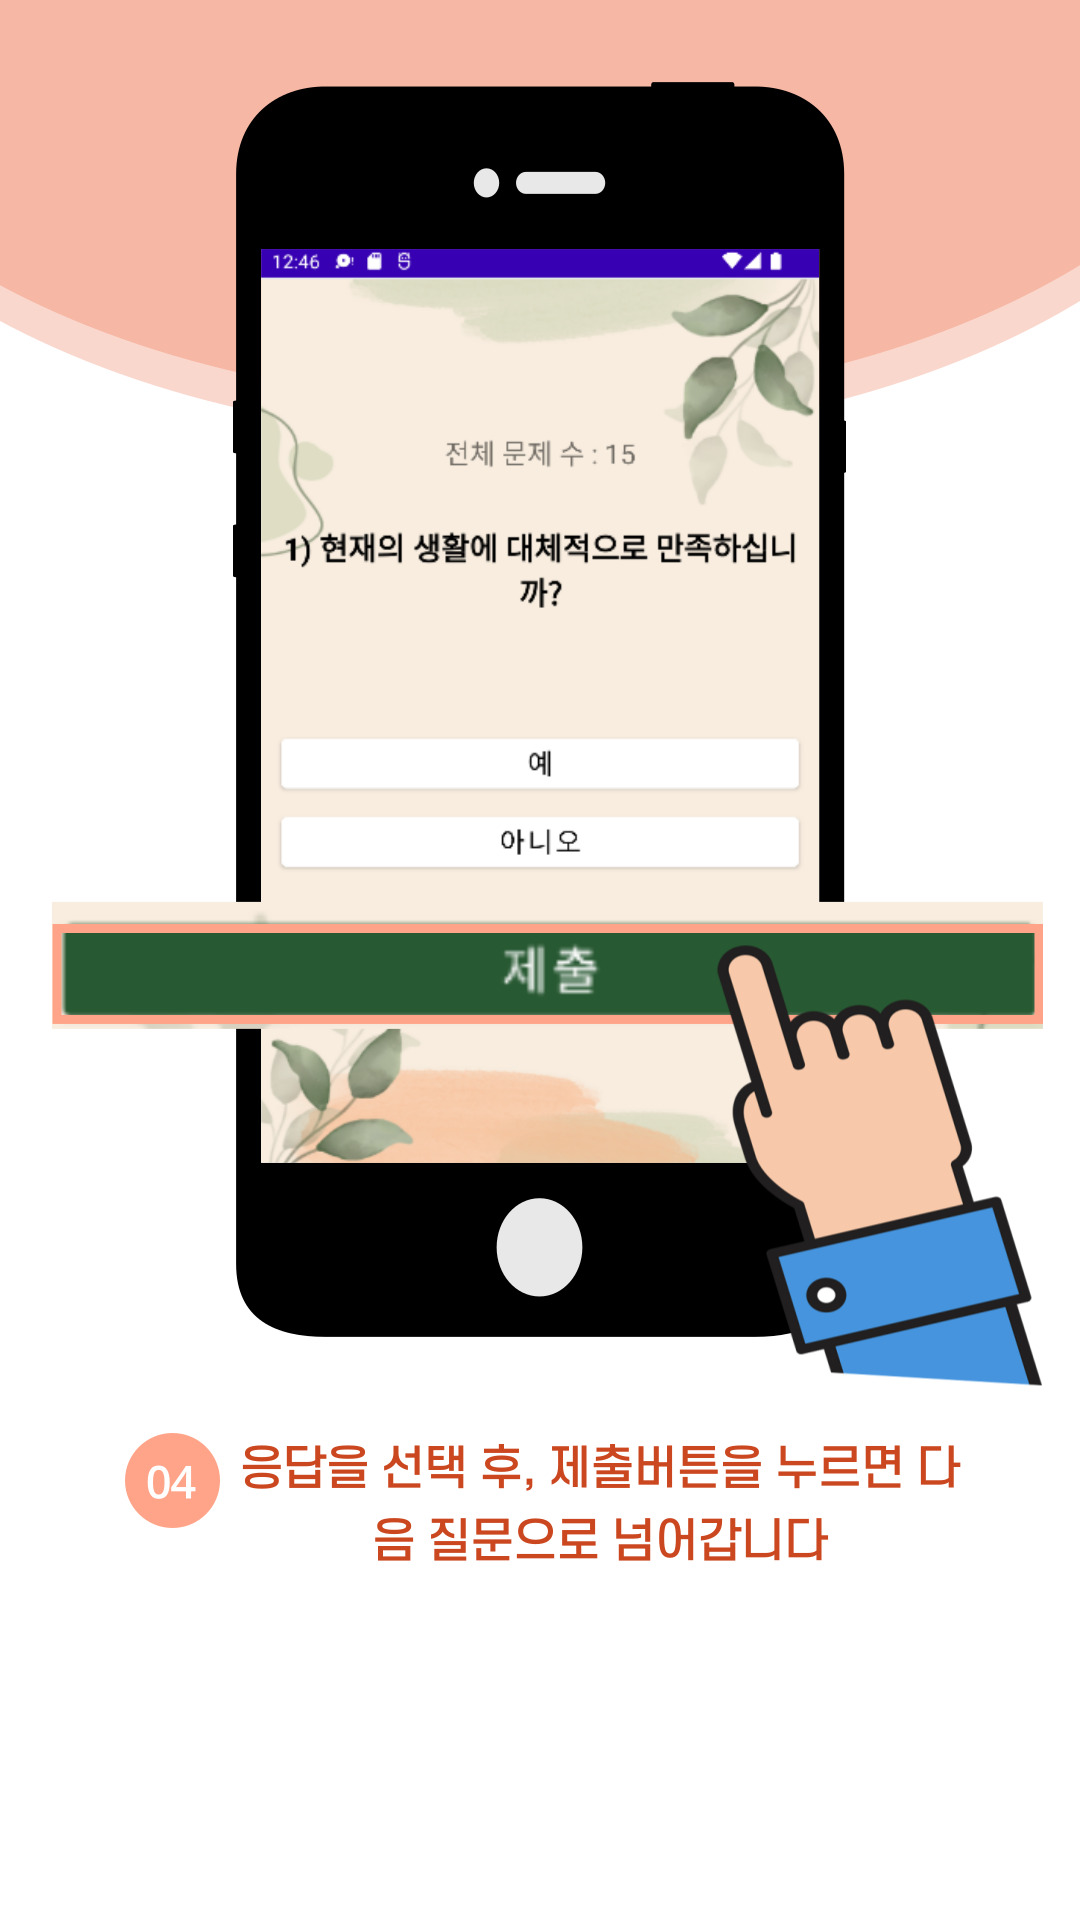 12:46
전체 문제 수 : 15
1) 현재의 생활에 대체적으로 만족하십니
까?
예
아니오
제출
04
응답을 선택 후, 제출버튼을 누르면 다
음 질문으로 넘어갑니다